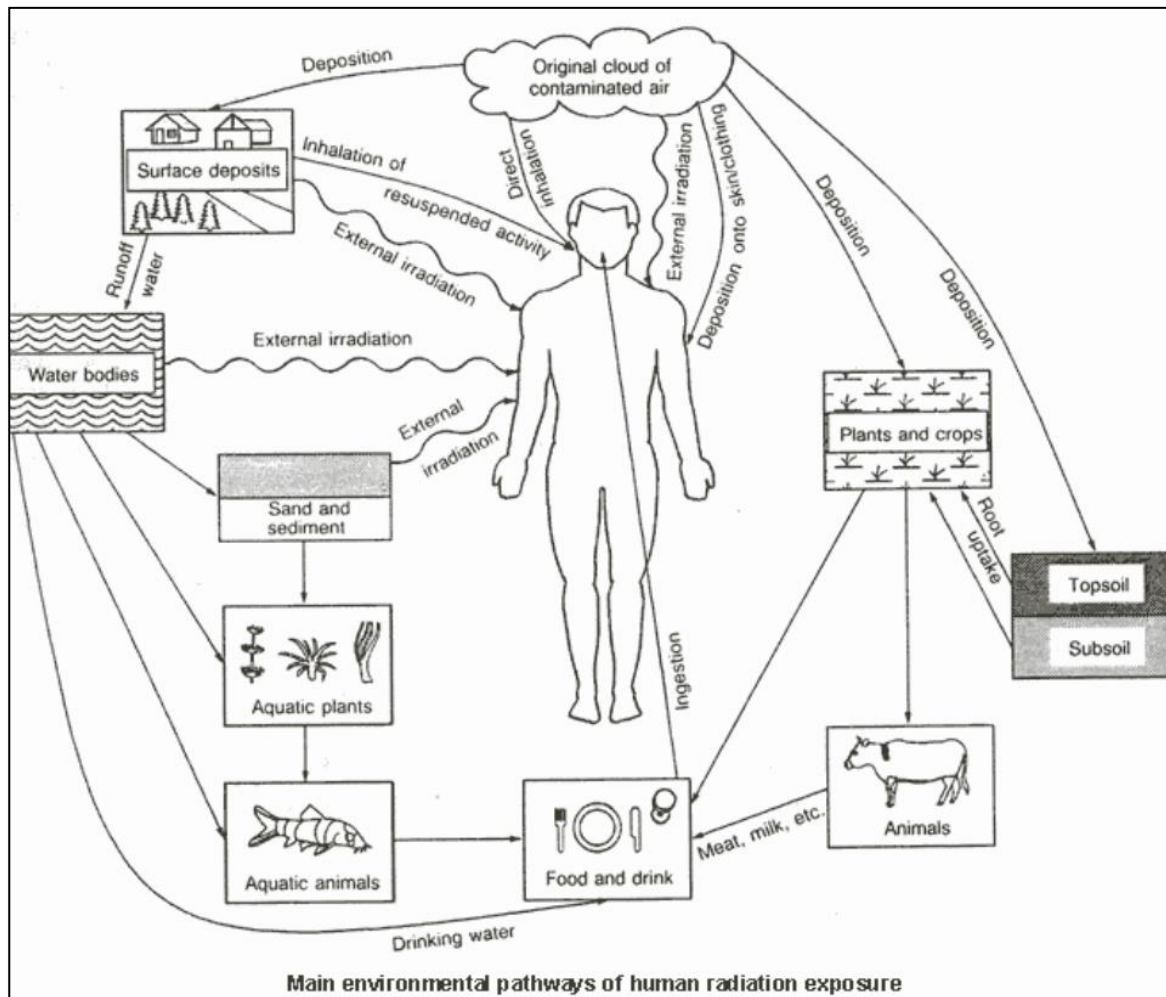 Deposition
Original cloud of
contaminated air
Surface deposits
Inhalation of
resuspended activity
Direct
inhalation
External irradiation
Deposition onto skin/clothing
Deposition
Deposition
External irradiation
Runoff
water
External irradiation
Water bodies
External
irradiation
Plants and crops
Sand and
sediment
Root
uptake
Topsoil
Subsoil
Aquatic plants
Ingestion
Aquatic animals
Food and drink
Meat, milk, etc.
Animals
Drinking water
Main environmental pathways of human radiation exposure